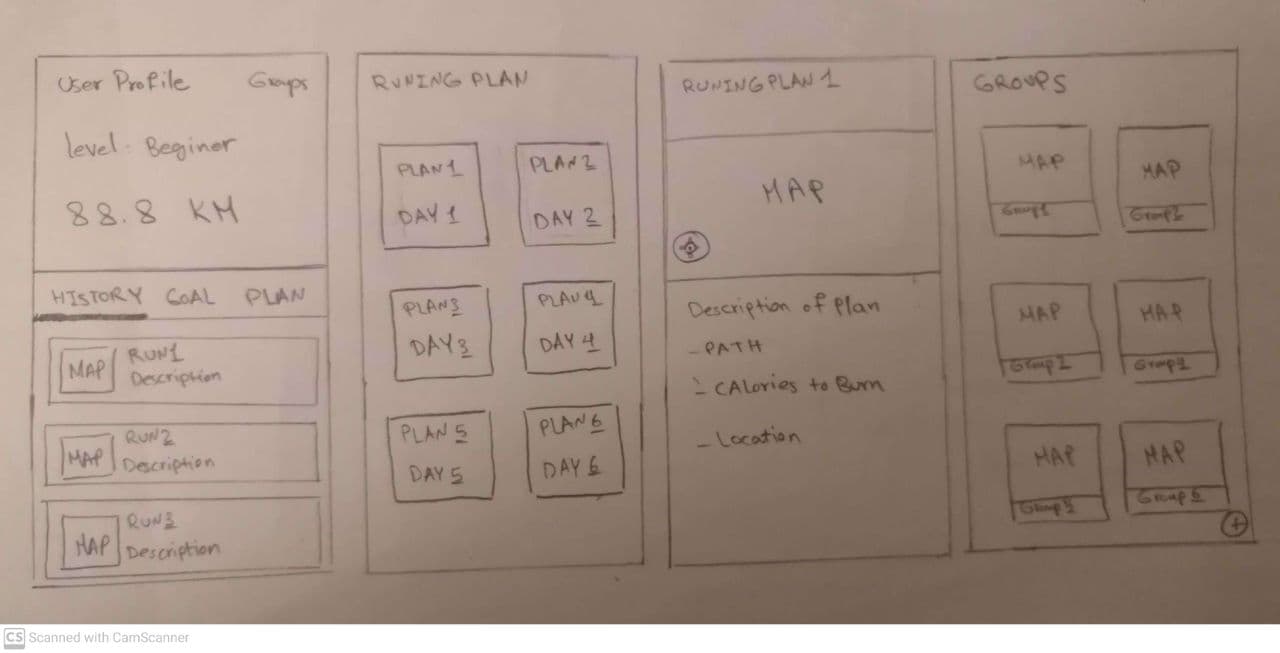 User Profile Groups
level: Beginer
88.8 KM
HISTORY GOAL PLAN
MAP
RUN1
Description
MAP
RUN2
Description
MAP
RUN3
Description
RUNING PLAN
PLAN1
DAY 1
PLAN2
DAY 2
PLAN3
DAY3
PLAN4
DAY 4
PLAN 5
DAY 5
PLAN6
DAY 6
RUNING PLAN 1
MAP
Description of Plan
- PATH
- CALories to Burn
- Location
GROUPS
MAP
Group1
MAP
Group2
MAP
MAP
MAP
Group5
MAP
Group 6
CS Scanned with CamScanner